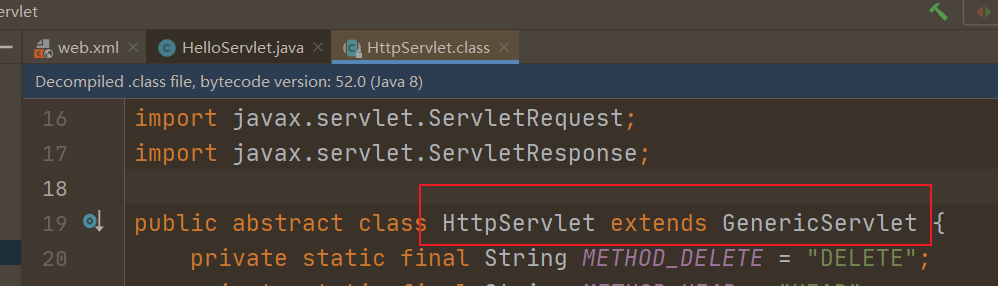 ervlet
web.xml
HelloServlet.java
HttpServlet.class
Decompiled .class file, bytecode version: 52.0 (Java 8)
16 import javax.servlet.ServletRequest;
17 import javax.servlet.ServletResponse;
18
19 public abstract class HttpServlet extends GenericServlet {
20 private static final String METHOD_DELETE = "DELETE";